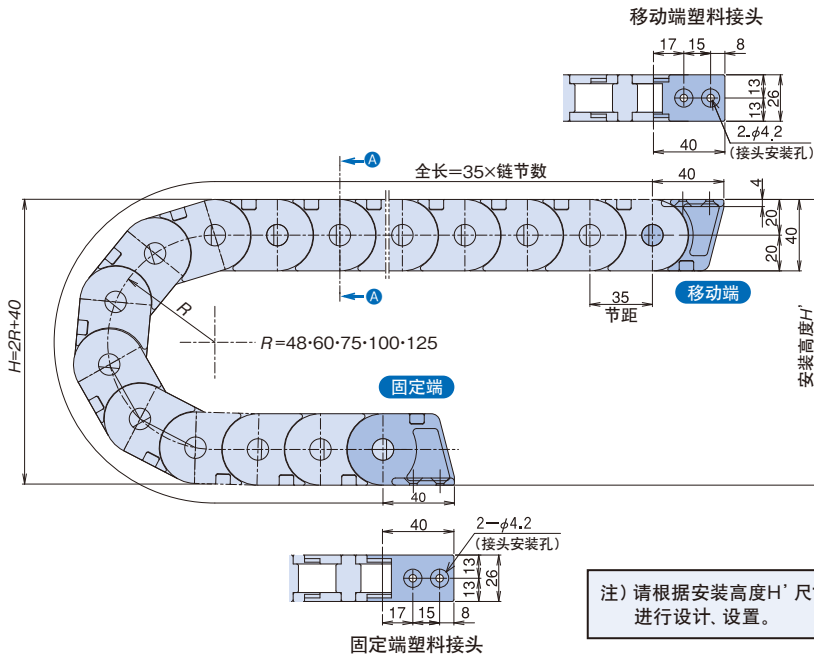 移动端塑料接头
17 15 8
13
13
26
2-φ4.2
(接头安装孔)
40
A
全长=35×链节数
40
4
20
20
40
A
移动端
35
节距
H=2R+40
R
R=48·60·75·100·125
安装高度H'
固定端
40
40
2-φ4.2
(接头安装孔)
13
13
26
17 15 8
固定端塑料接头
注)请根据安装高度H' 尺
进行设计、设置。